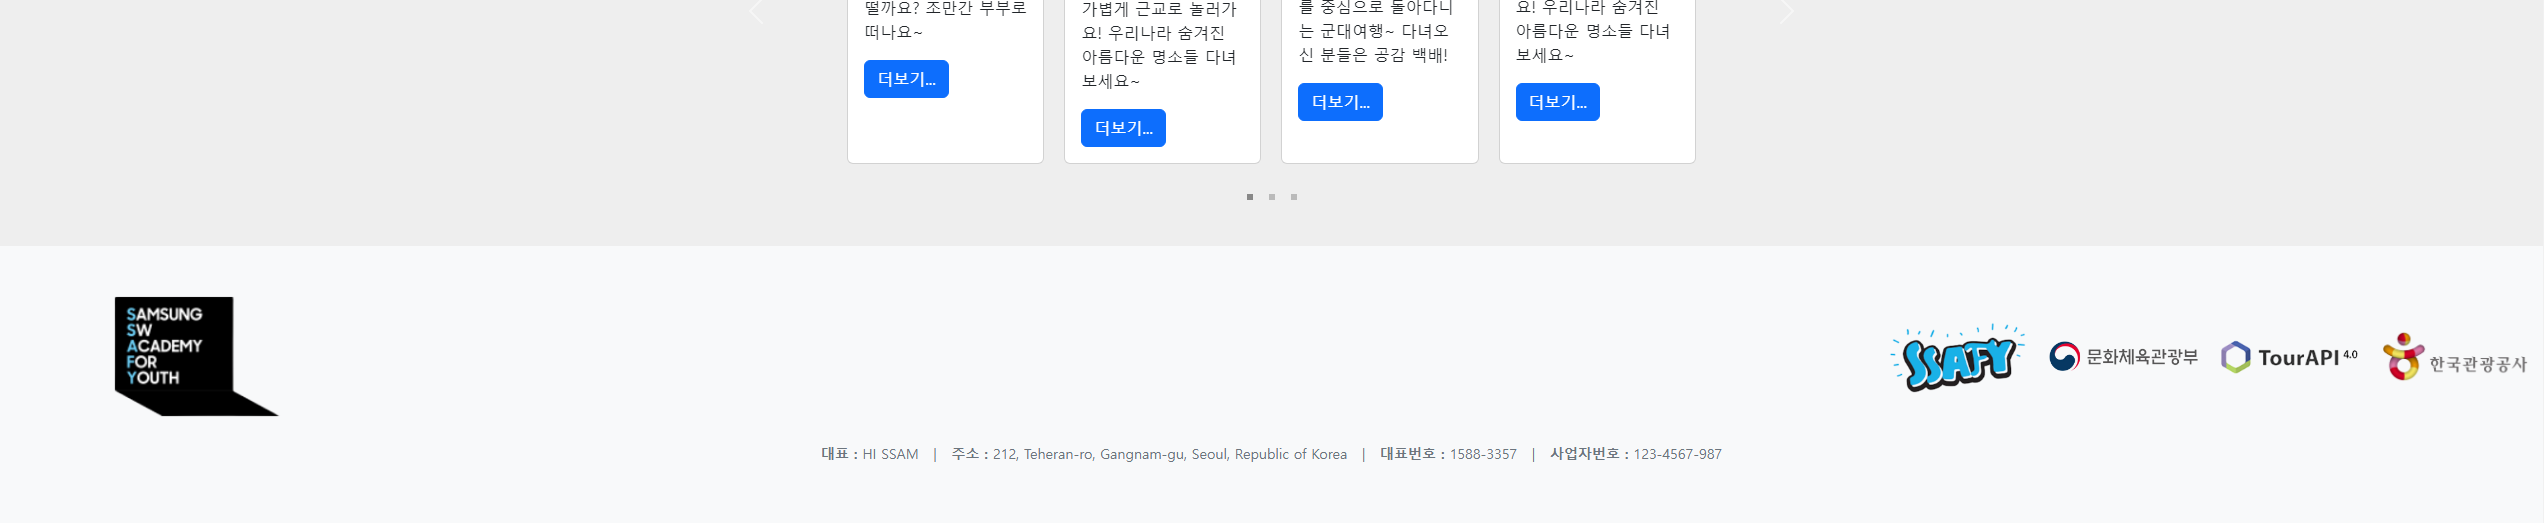 떨까요? 조만간 부부로
떠나요~
더보기...
가볍게 근교로 놀러가
요! 우리나라 숨겨진
아름다운 명소들 다녀
보세요~
더보기...
를 중심으로 돌아다니
는 군대여행~ 다녀오
신 분들은 공감 백배!
더보기...
요! 우리나라 숨겨진
아름다운 명소들 다녀
보세요~
더보기...
SAMSUNG
SW
ACADEMY
FOR
YOUTH
SSAFY
문화체육관광부
TourAPI 4.0
한국관광공사
대표 : HI SSAM | 주소 : 212, Teheran-ro, Gangnam-gu, Seoul, Republic of Korea | 대표번호 : 1588-3357 | 사업자번호 : 123-4567-987